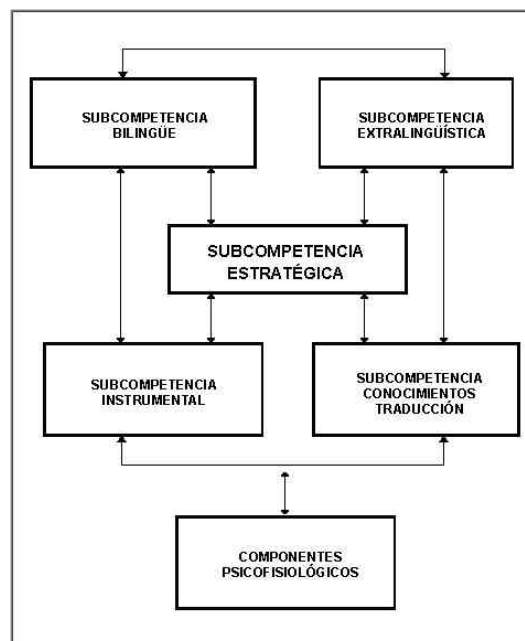 SUBCOMPETENCIA
BILINGÜE
SUBCOMPETENCIA
EXTRALINGÜÍSTICA
SUBCOMPETENCIA
ESTRATÉGICA
SUBCOMPETENCIA
INSTRUMENTAL
SUBCOMPETENCIA
CONOCIMIENTOS
TRADUCCIÓN
COMPONENTES
PSICOFISIOLÓGICOS